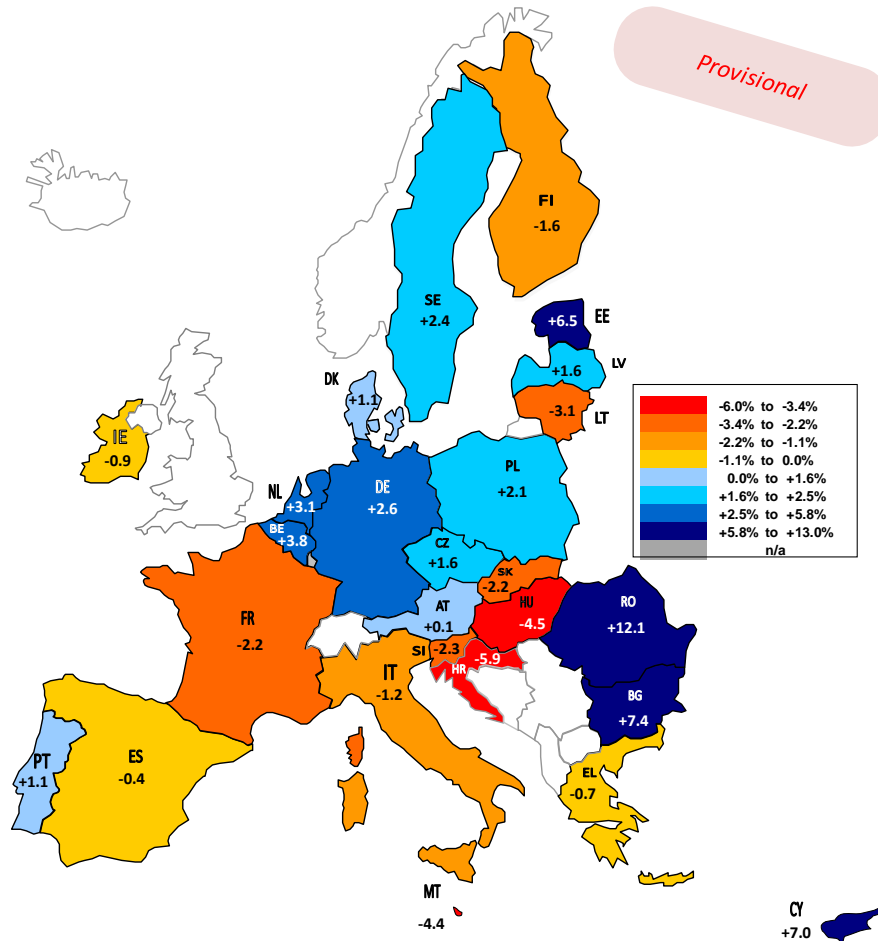 Provisional
FI
-1.6
SE
+2.4
+6.5
EE
+1.6
LV
DK
+1.1
-3.1
LT
IE
-0.9
-6.0% to -3.4%
-3.4% to -2.2%
-2.2% to -1.1%
-1.1% to 0.0%
0.0% to +1.6%
+1.6% to +2.5%
+2.5% to +5.8%
+5.8% to +13.0%
n/a
NL
+3.1
DE
+2.6
PL
+2.1
BE
+3.8
CZ
+1.6
SK
-2.2
FR
-2.2
AT
+0.1
HU
-4.5
RO
+12.1
SI
-2.3
HR
-5.9
IT
-1.2
BG
+7.4
PT
+1.1
ES
-0.4
EL
-0.7
MT
-4.4
CY
+7.0